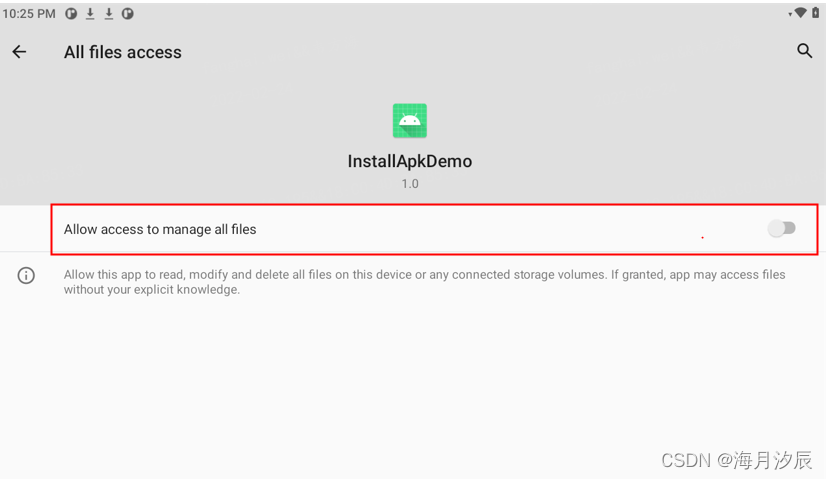 10:25 PM
All files access
InstallApkDemo
1.0
Allow access to manage all files
Allow this app to read, modify and delete all files on this device or any connected storage volumes. If granted, app may access files
without your explicit knowledge.
CSDN @海月汐辰